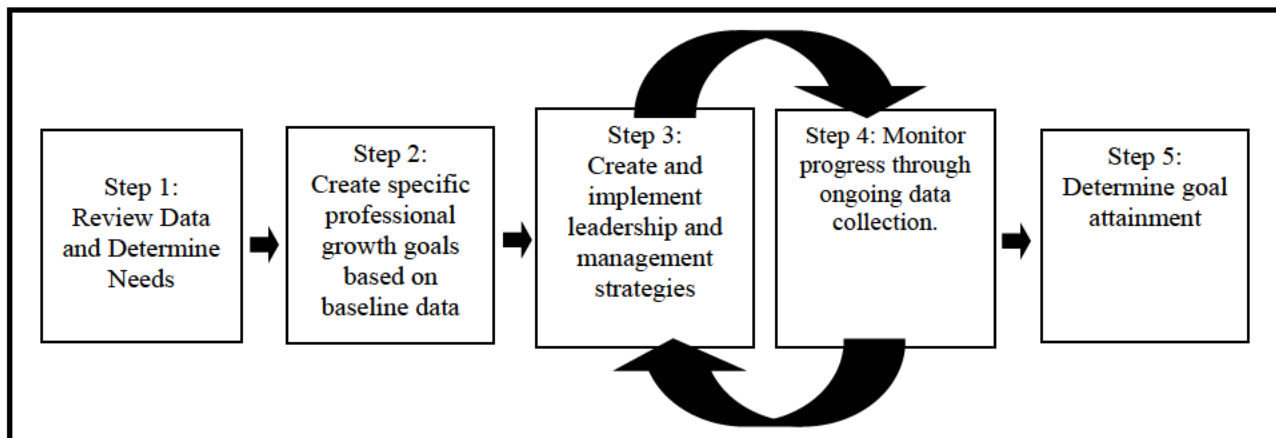 Step 1:
Review Data
and Determine
Needs
Step 2:
Create specific
professional
growth goals
based on
baseline data
Step 3:
Create and
implement
leadership and
management
strategies
Step 4: Monitor
progress through
ongoing data
collection.
Step 5:
Determine goal
attainment